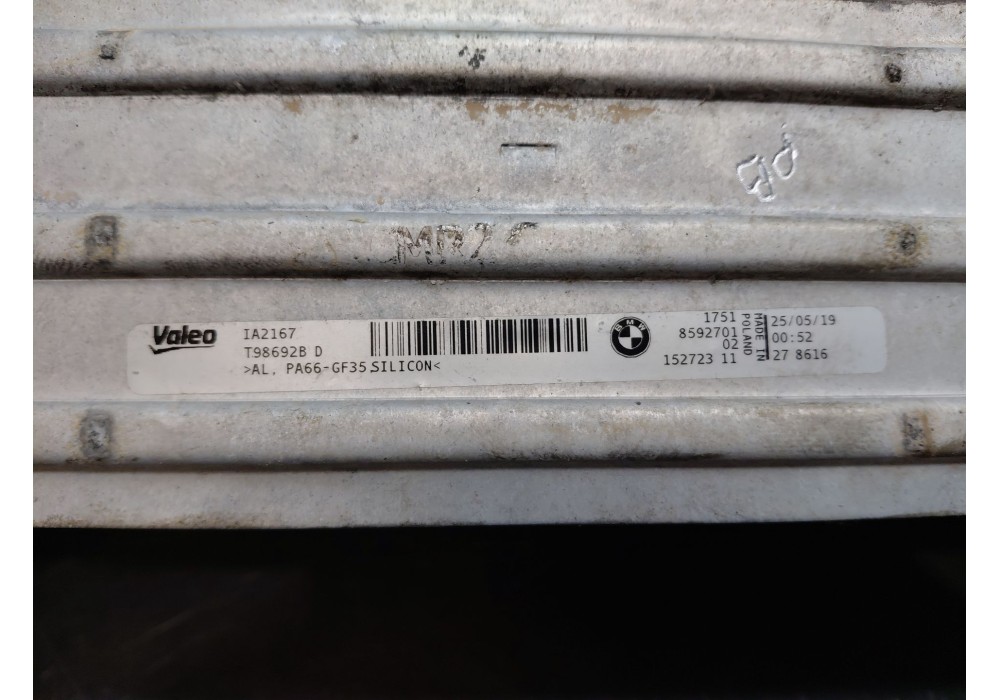 Valeo
IA2167
T98692B D
>AL, PA66-GF35 SILICON<
BMW
1751
8592701
02
152723 11
MADE IN
POLAND
25/05/19
00:52
27 8616